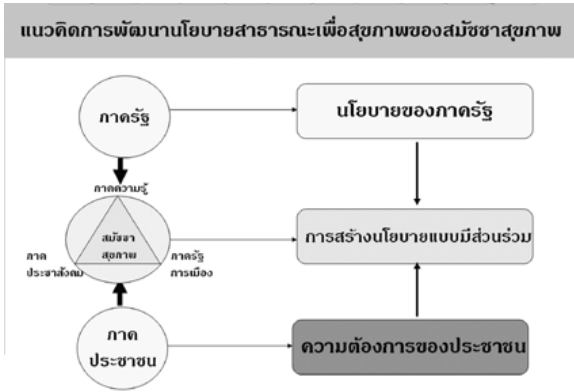 แนวคิดการพัฒนานโยบายสาธารณะเพื่อสุขภาพของสมัชชาสุขภาพ
ภาครัฐ
นโยบายของภาครัฐ
ภาคความรู้
สมัชชา
สุขภาพ
ภาค
ประชาสังคม
ภาครัฐ
การเมือง
การสร้างนโยบายแบบมีส่วนร่วม
ภาค
ประชาชน
ความต้องการของประชาชน